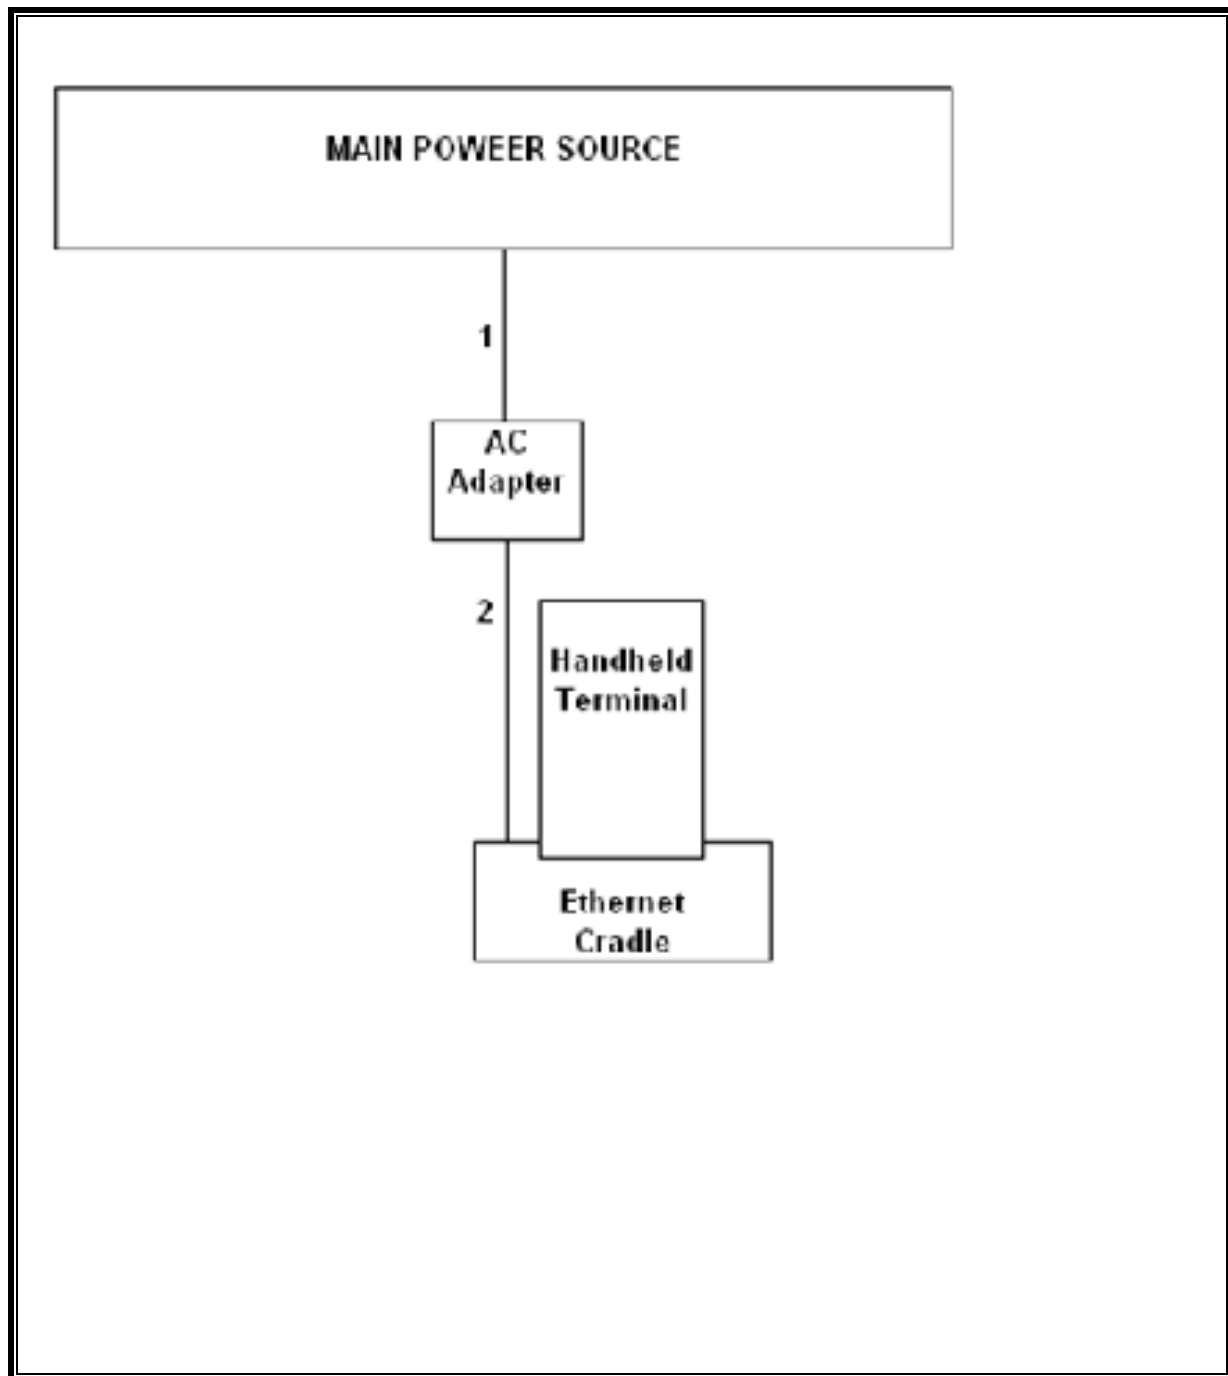 MAIN POWEER SOURCE
1
AC
Adapter
2
Handheld
Terminal
Ethernet
Cradle